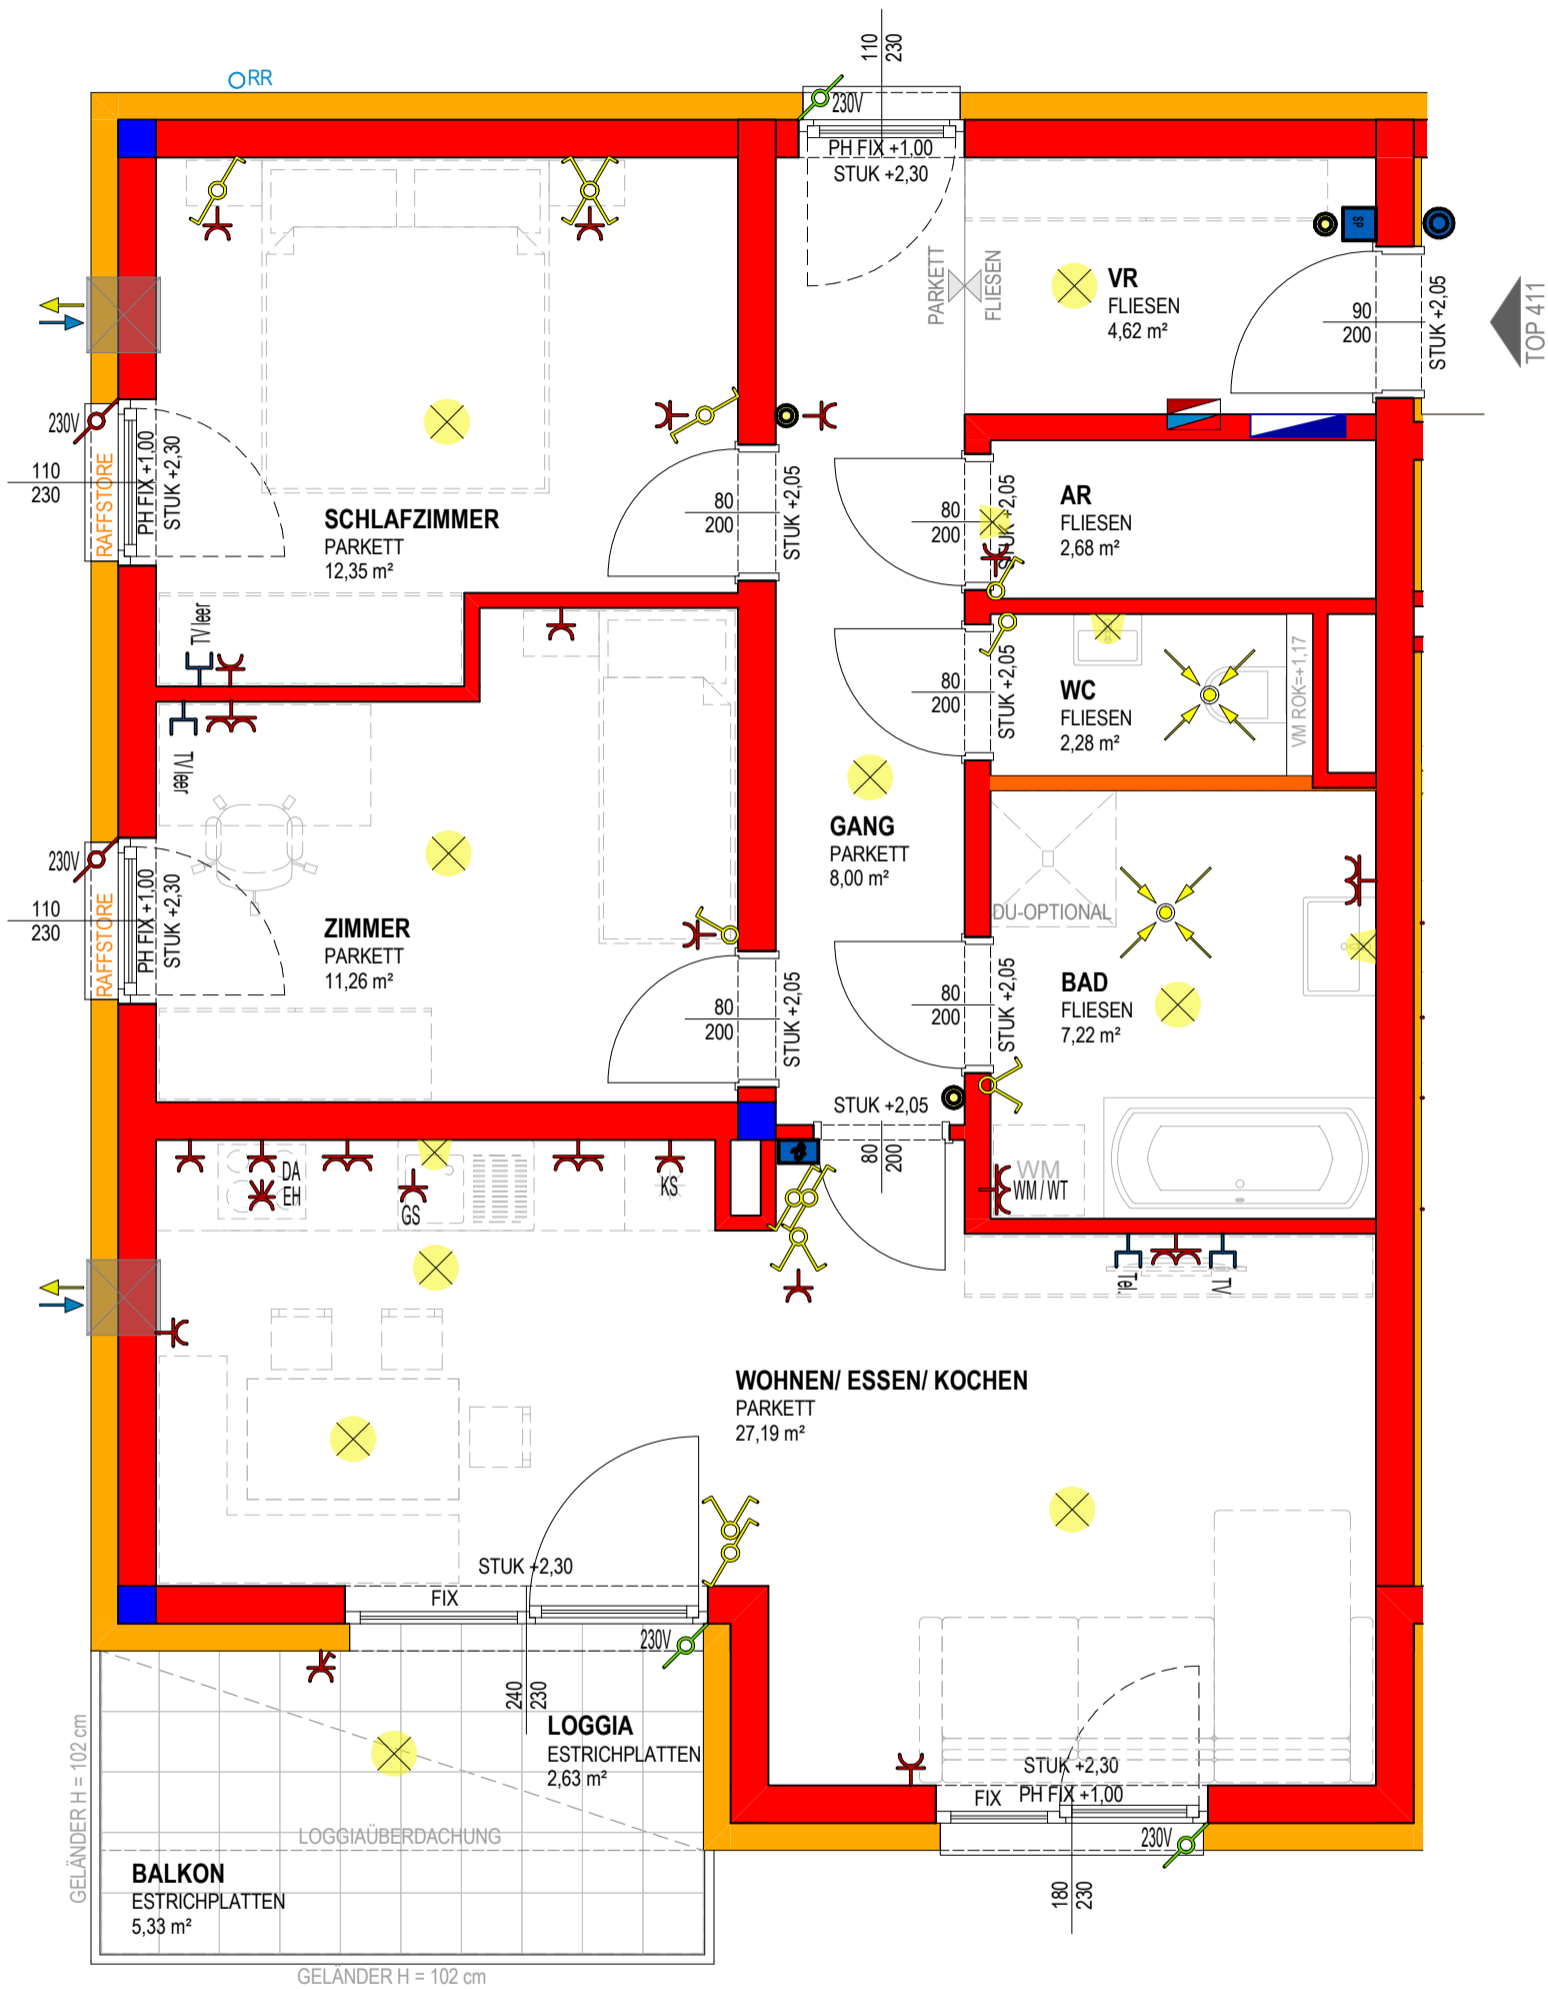 RR
110
230
230V
PH FIX +1,00
STUK +2,30
PARKETT
FLIESEN
VR
FLIESEN
4,62 m²
SP
90
200
STUK +2,05
TOP 411
230V
110
230
RAFFSTORE
PH FIX +1,00
STUK +2,30
SCHLAFZIMMER
PARKETT
12,35 m²
80
200
STUK +2,05
80
200
STUK +2,05
AR
FLIESEN
2,68 m²
TV leer
TV leer
80
200
STUK +2,05
WC
FLIESEN
2,28 m²
VM ROK=+1,17
GANG
PARKETT
8,00 m²
230V
110
230
RAFFSTORE
PH FIX +1,00
STUK +2,30
ZIMMER
PARKETT
11,26 m²
80
200
STUK +2,05
DU-OPTIONAL
80
200
STUK +2,05
BAD
FLIESEN
7,22 m²
STUK +2,05
80
200
DA
EH
GS
KS
WM
WM / WT
Tel.
TV
WOHNEN/ ESSEN/ KOCHEN
PARKETT
27,19 m²
STUK +2,30
FIX
230V
240
230
LOGGIA
ESTRICHPLATTEN
2,63 m²
STUK +2,30
FIX
PH FIX +1,00
230V
180
230
LOGGIAÜBERDACHUNG
BALKON
ESTRICHPLATTEN
5,33 m²
GELÄNDER H = 102 cm
GELÄNDER H = 102 cm